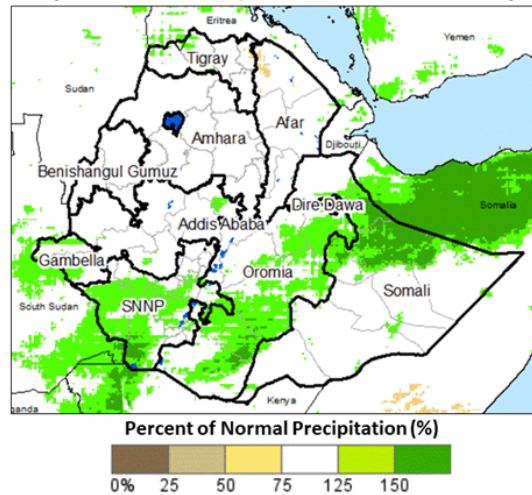 Eritrea
Yemen
Tigray
Sudan
Amhara
Afar
Djibouti
Benishangul Gumuz
Dire Dawa
Somalia
Addis Ababa
Gambella
Oromia
Somali
SNNP
South Sudan
Kenya
anda
Percent of Normal Precipitation (%)
0% 25 50 75 125 150